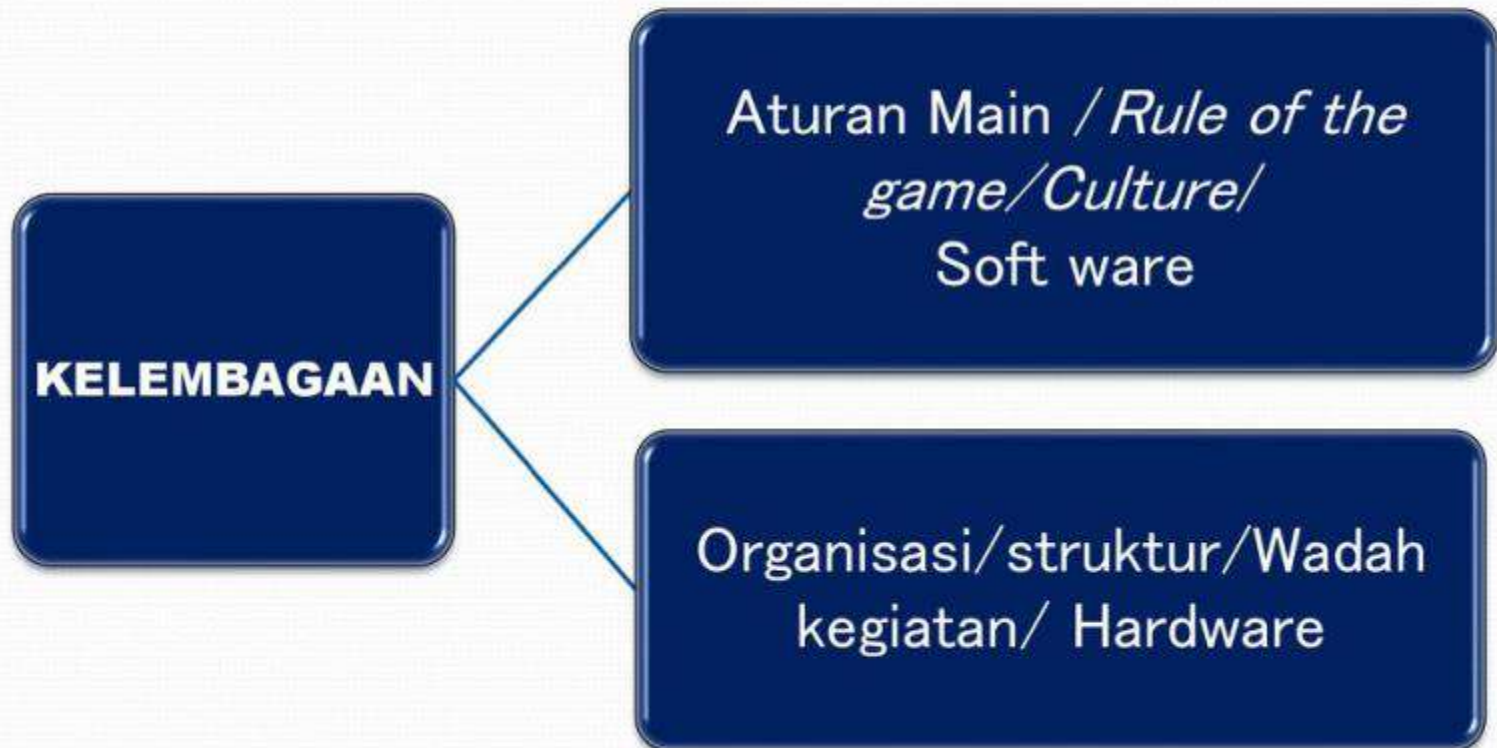 KELEMBAGAAN
Aturan Main / Rule of the
game/Culture/
Soft ware
Organisasi/struktur/Wadah
kegiatan/ Hardware